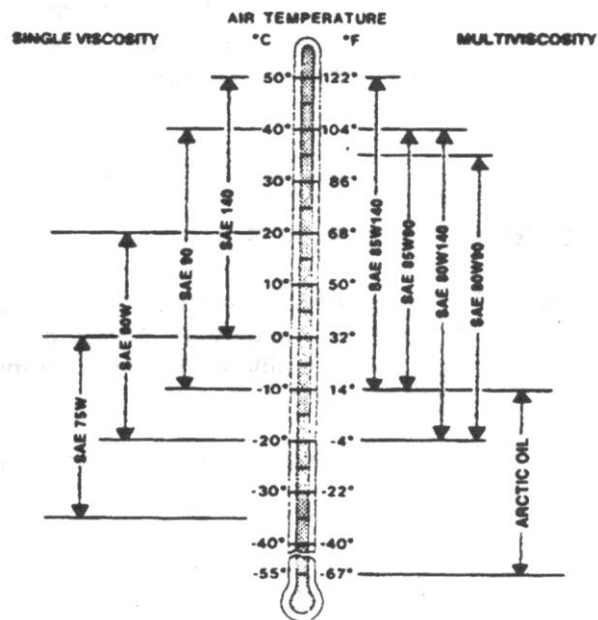 AIR TEMPERATURE
SINGLE VISCOSITY °C °F MULTIVISCOSITY
50° 122°
40° 104°
30° 86°
20° 68°
10° 50°
0° 32°
-10° 14°
-20° -4°
-30° -22°
-40° -40°
-55° -67°
SAE 75W
SAE 80W
SAE 90
SAE 140
SAE 85W140
SAE 85W90
SAE 80W140
SAE 80W90
ARCTIC OIL